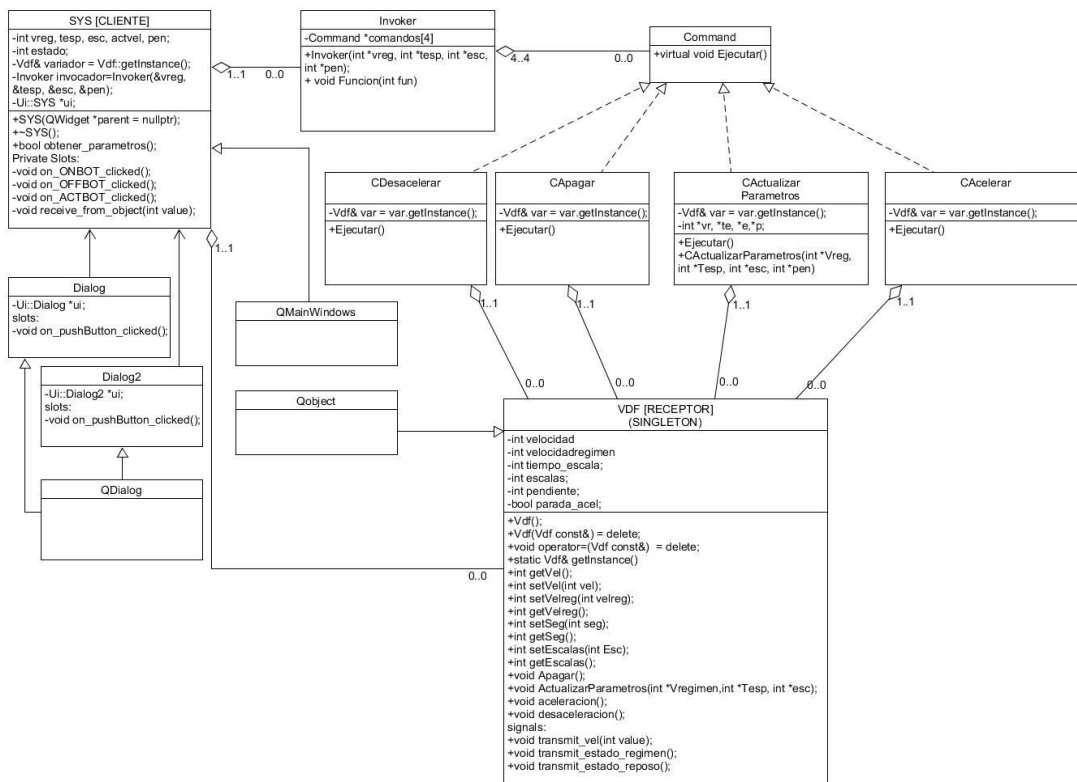 SYS [CLIENTE]
-int vreg, tesp, esc, actvel, pen;
-int estado;
-Vdf& variador = Vdf::getInstance();
-Invoker invocador=Invoker(&vreg,
&tesp, &esc, &pen);
-Ui::SYS *ui;
+SYS(QWidget *parent = nullptr);
+~SYS();
+bool obtener_parametros();
Private Slots:
-void on_ONBOT_clicked();
-void on_OFFBOT_clicked();
-void on_ACTBOT_clicked();
-void receive_from_object(int value);
1..1
0..0
Invoker
-Command *comandos[4]
+Invoker(int *vreg, int *tesp, int *esc,
int *pen);
+ void Funcion(int fun)
4..4
0..0
Command
+virtual void Ejecutar()
CDesacelerar
-Vdf& var = var.getInstance();
+Ejecutar()
CApagar
-Vdf& var = var.getInstance();
+Ejecutar()
CActualizar
Parametros
-Vdf& var = var.getInstance();
-int *vr, *te, *e,*p;
+Ejecutar()
+CActualizarParametros(int *Vreg,
int *Tesp, int *esc, int *pen)
CAcelerar
-Vdf& var = var.getInstance();
+Ejecutar()
1..1
1..1
1..1
1..1
1..1
Dialog
-Ui::Dialog *ui;
slots:
-void on_pushButton_clicked();
Dialog2
-Ui::Dialog2 *ui;
slots:
-void on_pushButton_clicked();
QDialog
QMainWindows
Qobject
0..0
0..0
0..0
0..0
0..0
VDF [RECEPTOR]
(SINGLETON)
-int velocidad
-int velocidadregimen
-int tiempo_escala;
-int escalas;
-int pendiente;
-bool parada_acel;
+Vdf();
+Vdf(Vdf const&) = delete;
+void operator=(Vdf const&) = delete;
+static Vdf& getInstance()
+int getVel();
+int setVel(int vel);
+int setVelreg(int velreg);
+int getVelreg();
+int setSeg(int seg);
+int getSeg();
+int setEscalas(int Esc);
+int getEscalas();
+void Apagar();
+void ActualizarParametros(int *Vregimen,int *Tesp, int *esc);
+void aceleracion();
+void desaceleracion();
signals:
+void transmit_vel(int value);
+void transmit_estado_regimen();
+void transmit_estado_reposo();